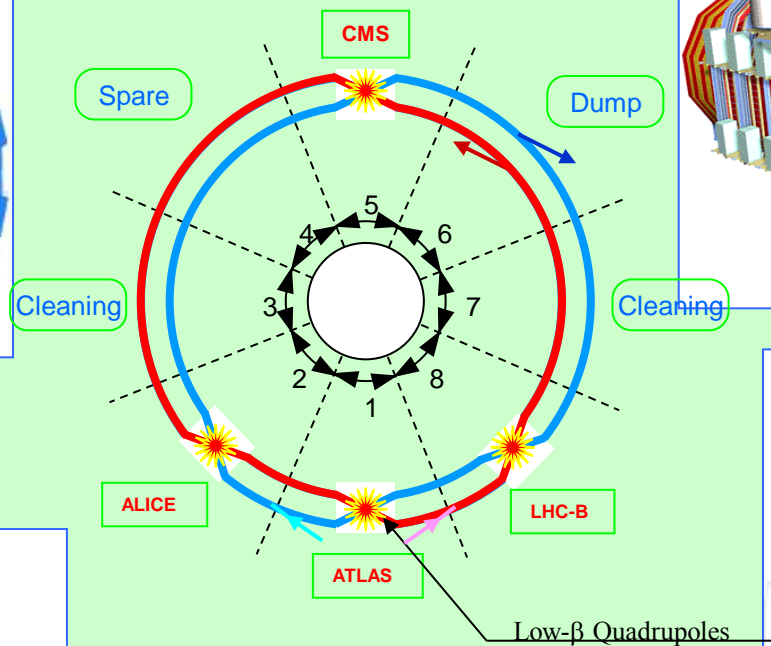 CMS
Spare
Dump
5
4
6
Cleaning
3
7
Cleaning
2
8
1
ALICE
LHC-B
ATLAS
Low-β Quadrupoles